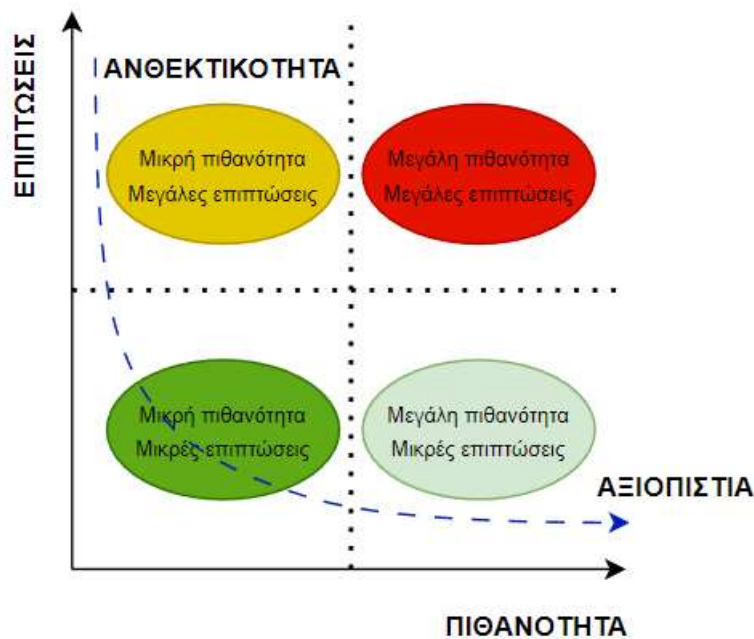 ΕΠΙΠΤΩΣΕΙΣ
ΑΝΘΕΚΤΙΚΟΤΗΤΑ
Μικρή πιθανότητα
Μεγάλες επιπτώσεις
Μεγάλη πιθανότητα
Μεγάλες επιπτώσεις
Μικρή πιθανότητα
Μικρές επιπτώσεις
Μεγάλη πιθανότητα
Μικρές επιπτώσεις
ΑΞΙΟΠΙΣΤΙΑ
ΠΙΘΑΝΟΤΗΤΑ